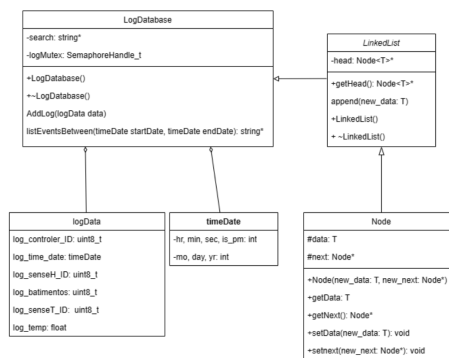 LogDatabase
-search: string*
-logMutex: SemaphoreHandle_t
+LogDatabase()
+~LogDatabase()
AddLog(logData data)
listEventsBetween(timeDate startDate, timeDate endDate): string*
LinkedList
-head: Node<T>*
+getHead(): Node<T>*
append(new_data: T)
+LinkedList()
+ ~LinkedList()
logData
log_controler_ID: uint8_t
log_time_date: timeDate
log_senseH_ID: uint8_t
log_batimentos: uint8_t
log_senseT_ID: uint8_t
log_temp: float
timeDate
-hr, min, sec, is_pm: int
-mo, day, yr: int
Node
#data: T
#next: Node*
+Node(new_data: T, new_next: Node*)
+getData: T
+getNext(): Node*
+setData(new_data: T): void
+setnext(new_next: Node*): void